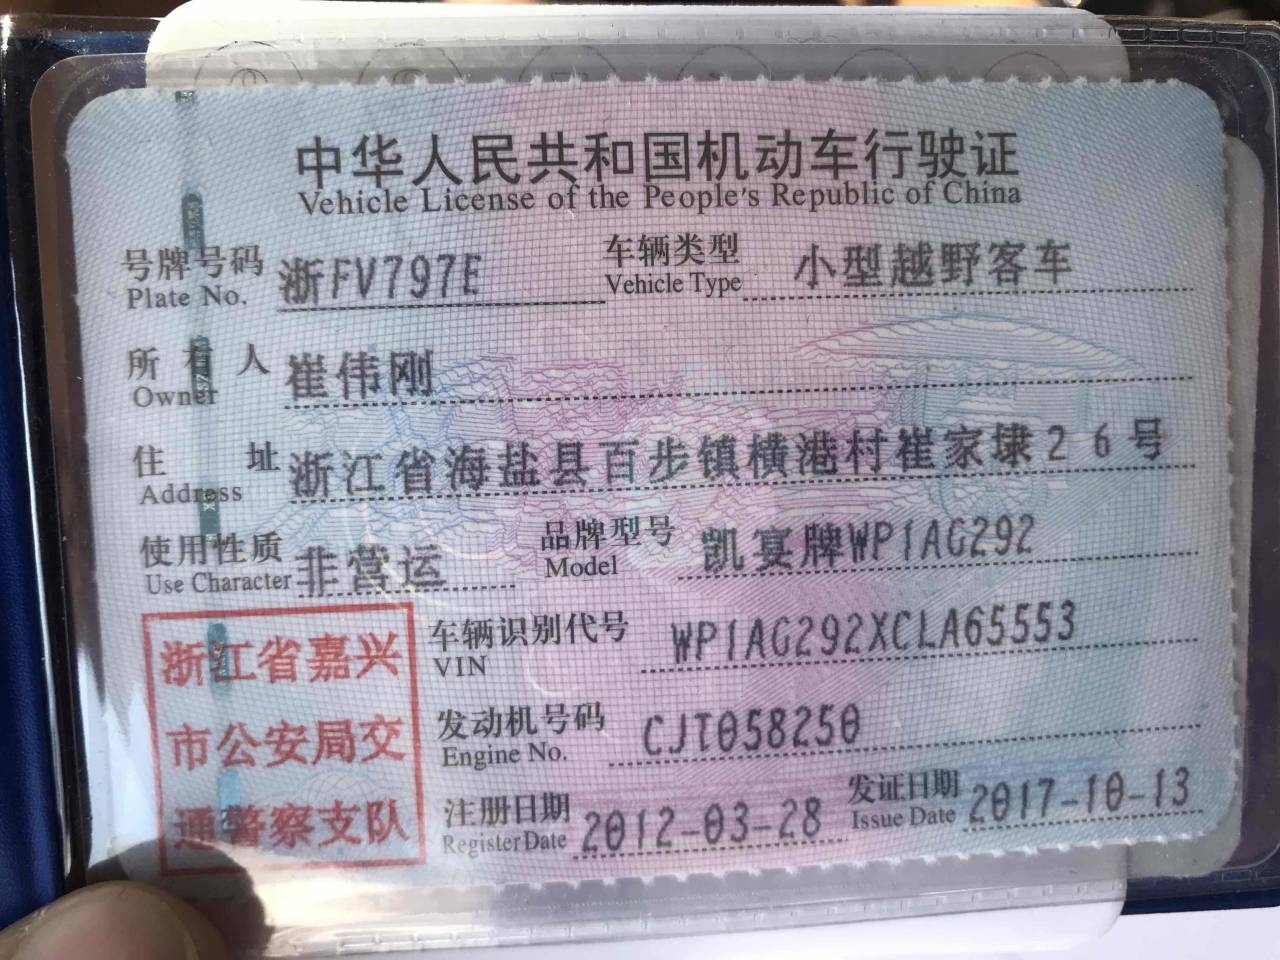 中华人民共和国机动车行驶证
Vehicle License of the People's Republic of China
号牌号码 浙FV797E 车辆类型 小型越野客车
Plate No. Vehicle Type
所有人 崔伟刚
Owner
住址 浙江省海盐县百步镇横港村崔家埭26号
Address
使用性质 非营运 品牌型号 凯宴牌WP1AG292
Use Character Model
浙江省嘉兴
市公安局交
通警察支队
车辆识别代号 WP1AG292XCLA65553
VIN
发动机号码 CJT058250
Engine No.
注册日期 2012-03-28 发证日期 2017-10-13
Register Date Issue Date